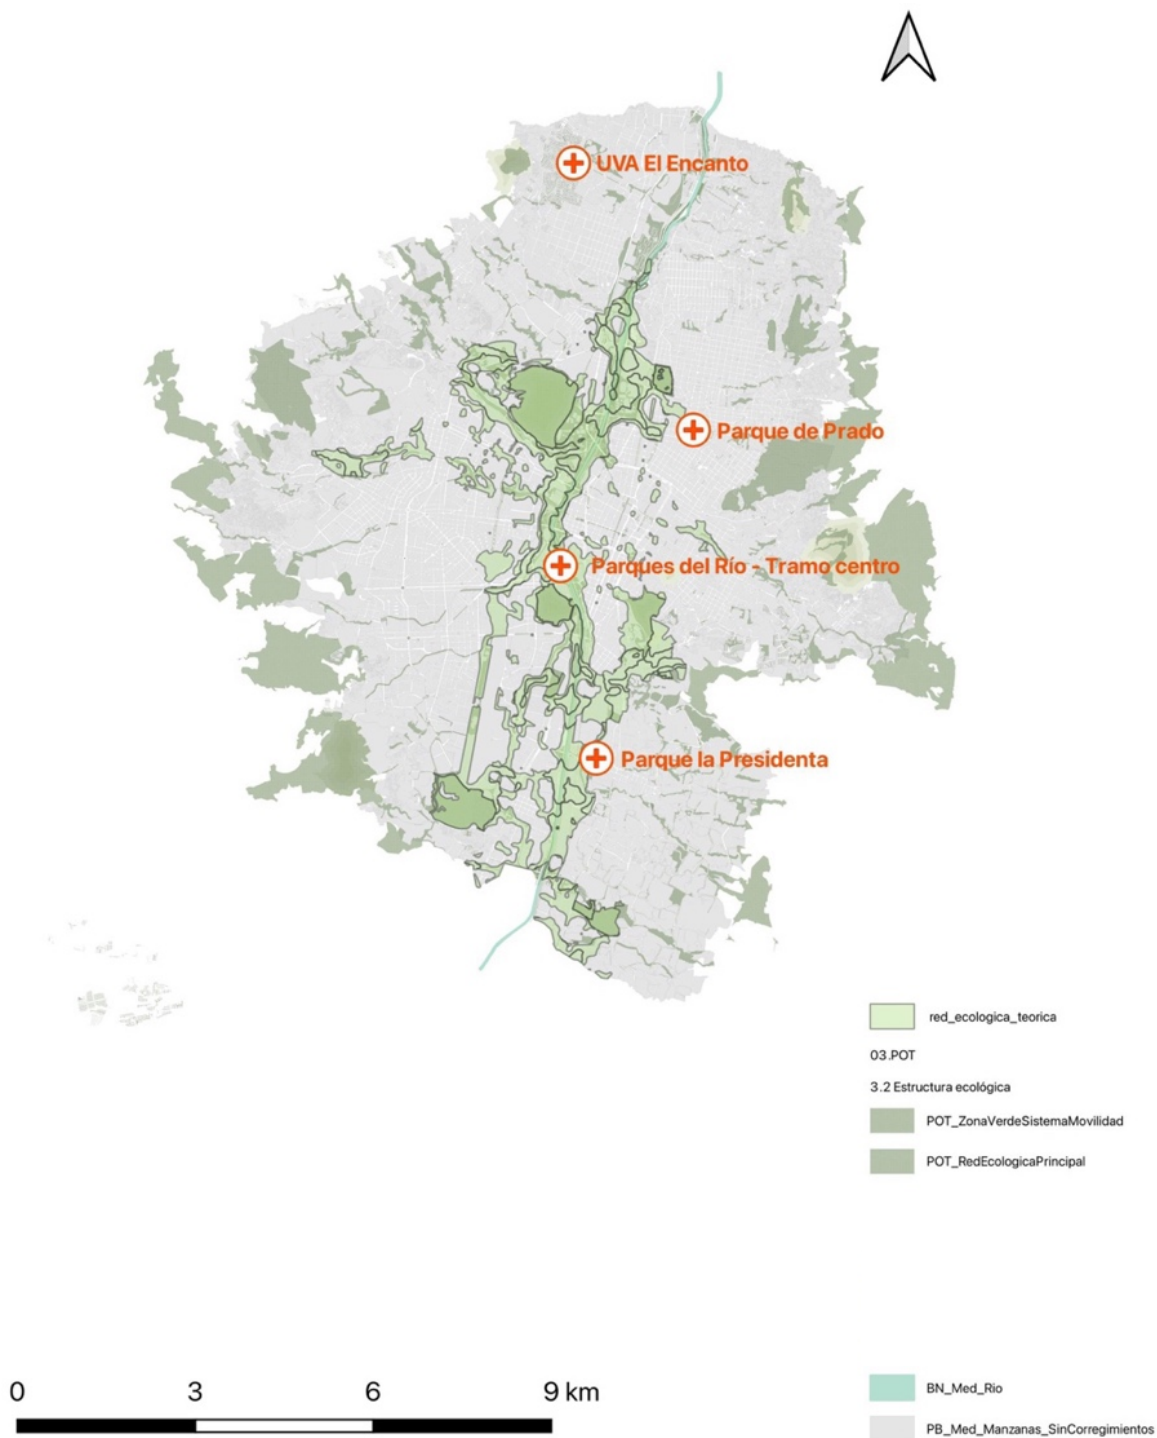 UVA El Encanto
Parque de Prado
Parques del Río - Tramo centro
Parque la Presidenta
red_ecologica_teorica
03.POT
3.2 Estructura ecológica
POT_ZonaVerdeSistemaMovilidad
POT_RedEcologicaPrincipal
0 3 6 9 km
BN_Med_Rio
PB_Med_Manzanas_SinCorregimientos